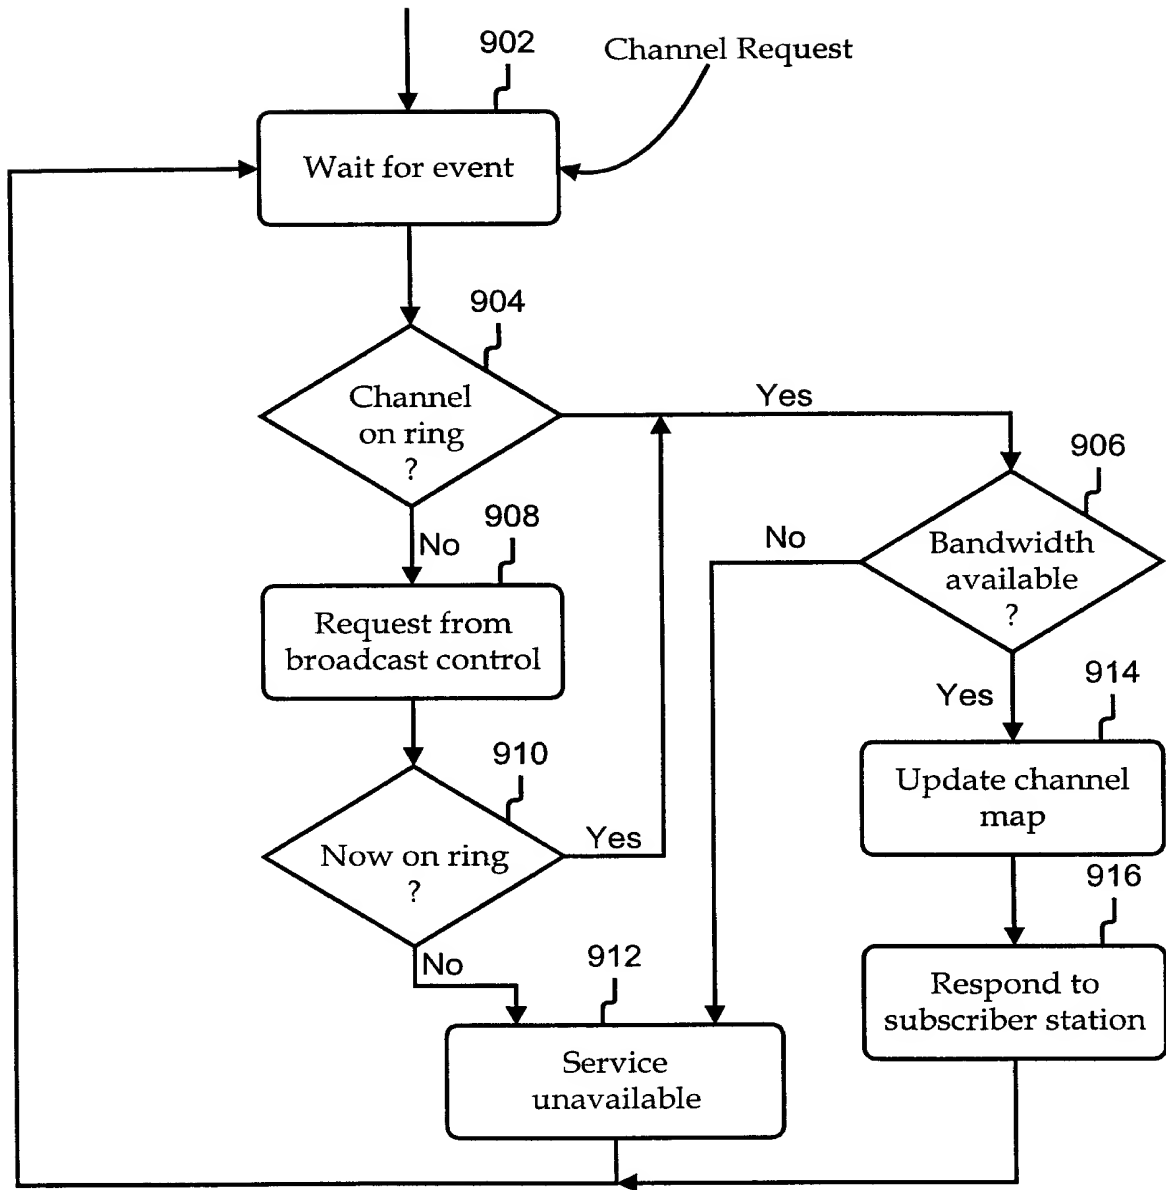 902
Channel Request
Wait for event
904
Channel
on ring
?
Yes
906
Bandwidth
available
?
No
908
No
Request from
broadcast control
Yes
914
Update channel
map
910
Now on ring
?
Yes
916
Respond to
subscriber station
No
912
Service
unavailable